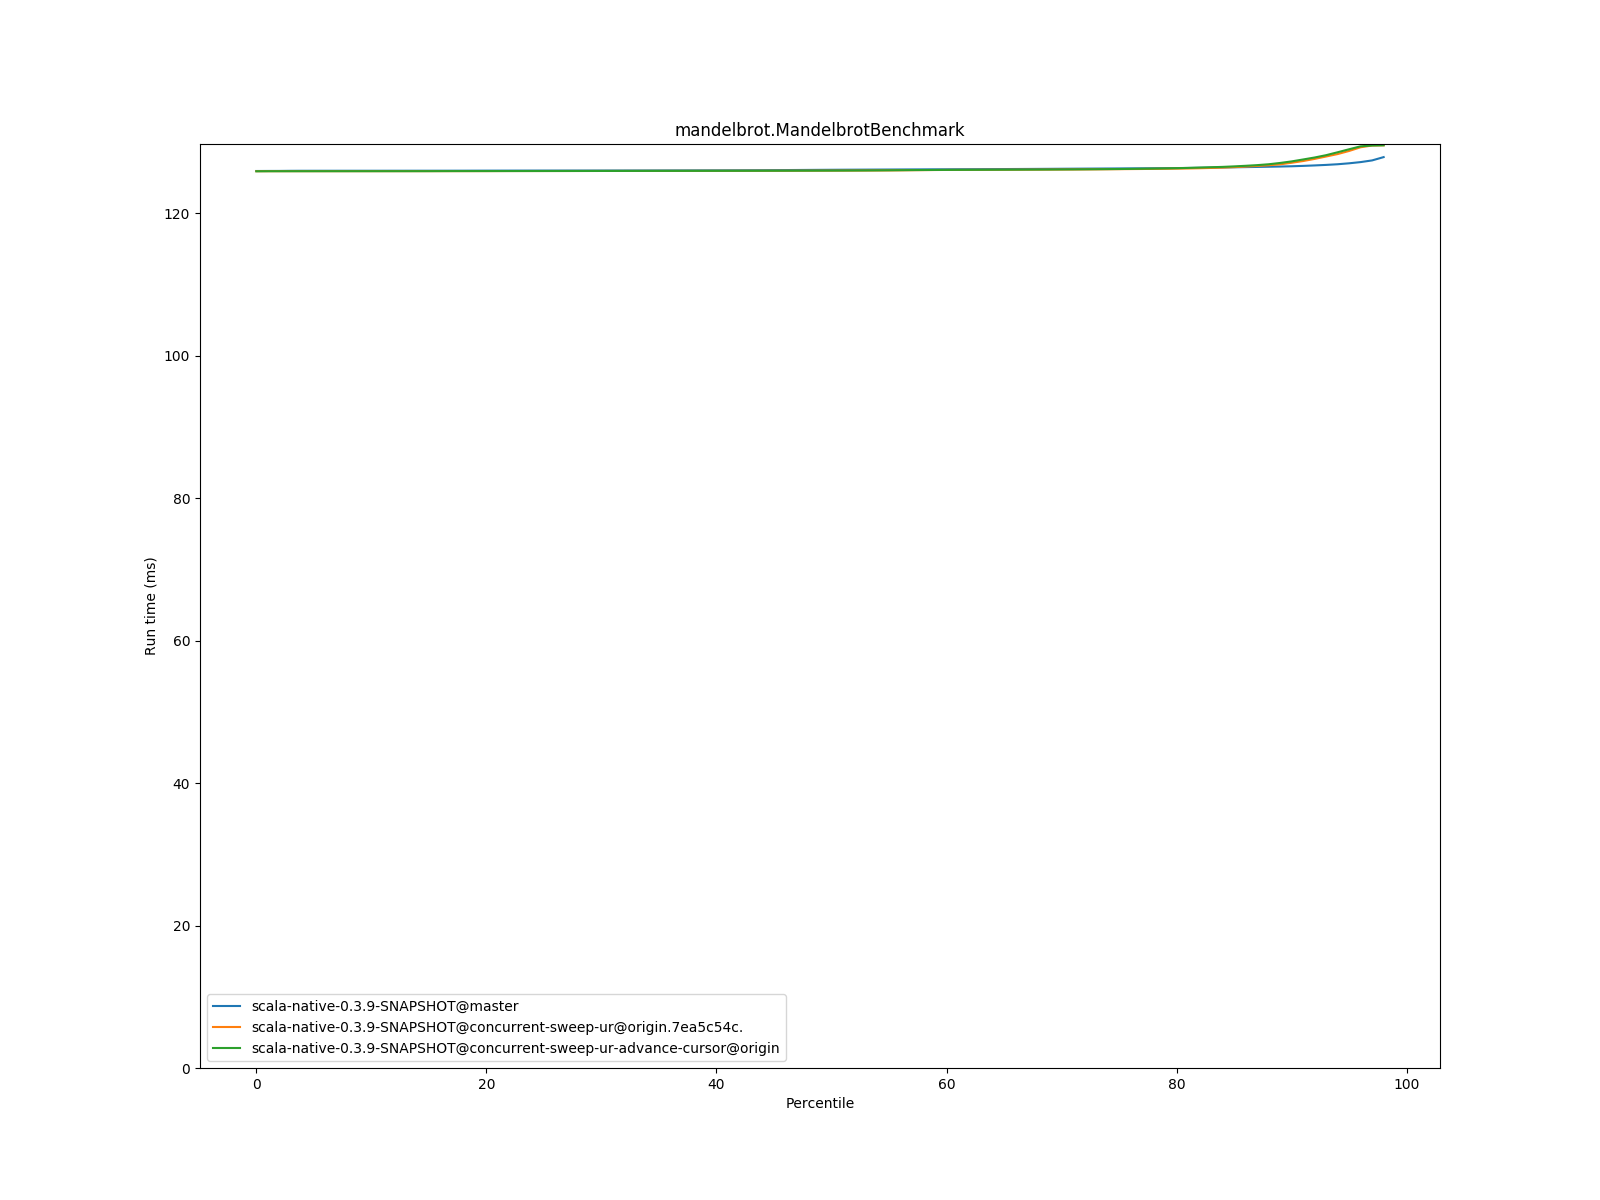 mandelbrot.MandelbrotBenchmark
120
100
80
60
40
20
0
Run time (ms)
scala-native-0.3.9-SNAPSHOT@master
scala-native-0.3.9-SNAPSHOT@concurrent-sweep-ur@origin.7ea5c54c.
scala-native-0.3.9-SNAPSHOT@concurrent-sweep-ur-advance-cursor@origin
0 20 40 60 80 100
Percentile